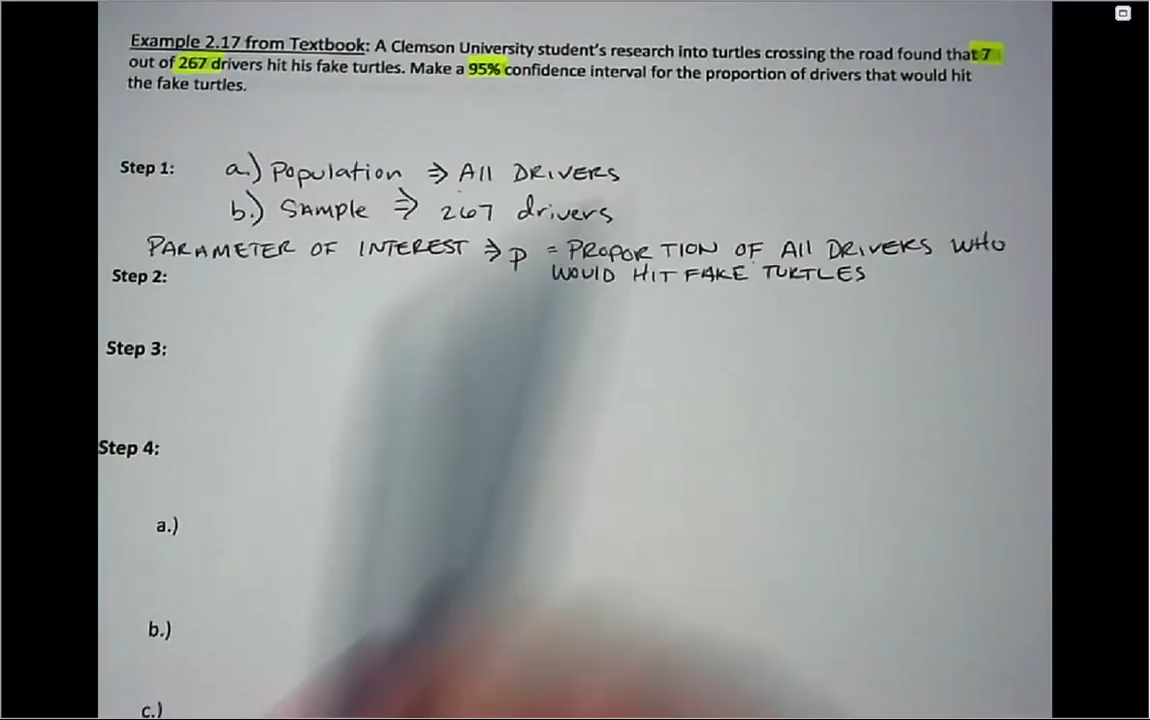 Example 2.17 from Textbook: A Clemson University student's research into turtles crossing the road found that 7
out of 267 drivers hit his fake turtles. Make a 95% confidence interval for the proportion of drivers that would hit
the fake turtles.
Step 1: a.) Population ⇒ All DRIVERS
b.) SAmple ⇒ 267 drivers
PARAMETER OF INTEREST ⇒ p = PROPORTION OF All DRIVERS WHO
WOULD HIT FAKE TURTLES
Step 2:
Step 3:
Step 4:
a.)
b.)
c.)